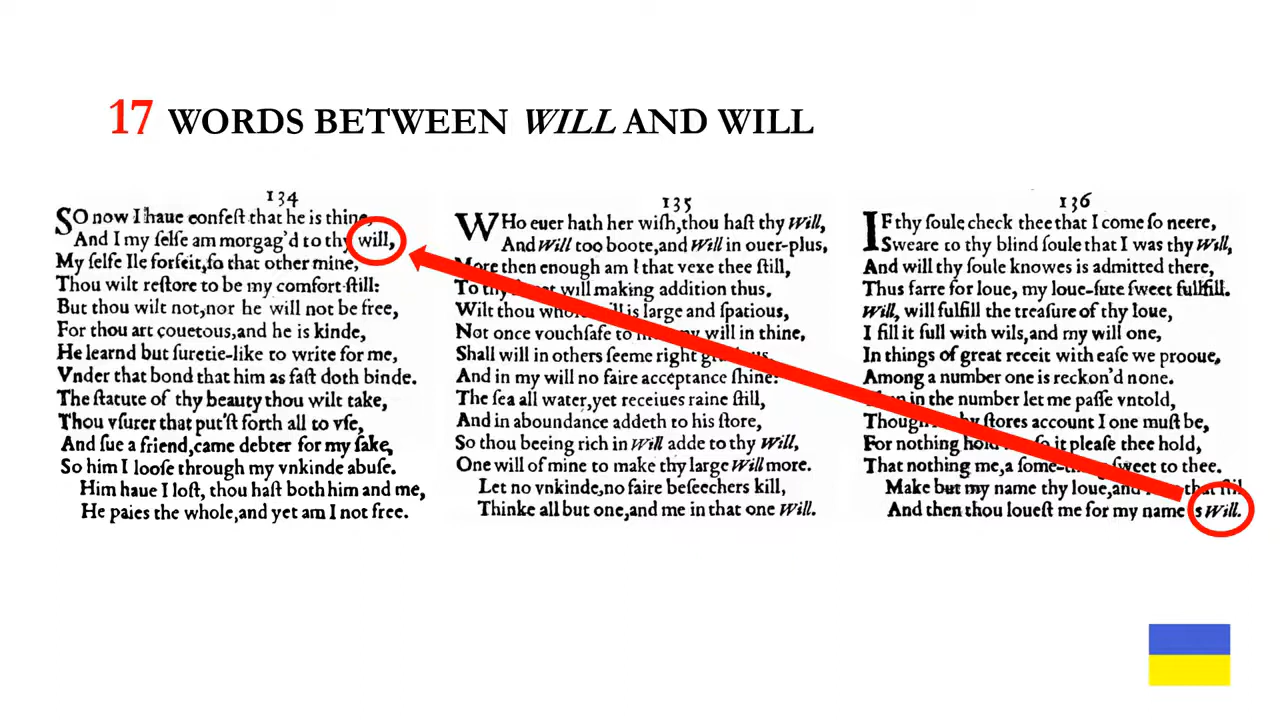 17 WORDS BETWEEN WILL AND WILL
134
SO now I haue confeſt that he is thine,
And I my ſelfe am morgag'd to thy will,
My ſelfe Ile forfeit,ſo that other mine,
Thou wilt reſtore to be my comfort ſtill:
But thou wilt not,nor he will not be free,
For thou art couetous,and he is kinde,
He learnd but ſuretie-like to write for me,
Vnder that bond that him as faſt doth binde.
The ſtatute of thy beauty thou wilt take,
Thou vſurer that put'ſt forth all to vſe,
And ſue a friend,came debter for my ſake,
So him I looſe through my vnkinde abuſe.
Him haue I loſt, thou haſt both him and me,
He paies the whole,and yet am I not free.
135
WHo euer hath her wiſh,thou haſt thy Will,
And Will too boote,and Will in ouer-plus,
More then enough am I that vexe thee ſtill,
To thy will making addition thus.
Wilt thou whoſe will is large and ſpatious,
Not once vouchſafe to my will in thine,
Shall will in others ſeeme right
And in my will no faire acceptance ſhine:
The ſea all water,yet receiues raine ſtill,
And in aboundance addeth to his ſtore,
So thou beeing rich in Will adde to thy Will,
One will of mine to make thy large Will more.
Let no vnkinde,no faire beſeechers kill,
Thinke all but one,and me in that one Will.
136
IF thy ſoule check thee that I come ſo neere,
Sweare to thy blind ſoule that I was thy Will,
And will thy ſoule knowes is admitted there,
Thus farre for loue, my loue-ſute ſweet fullfill.
Will, will fulfill the treaſure of thy loue,
I fill it full with wils,and my will one,
In things of great receit with eaſe we prooue,
Among a number one is reckon'd none.
in the number let me paſſe vntold,
Though ſtores account I one muſt be,
For nothing hold it pleaſe thee hold,
That nothing me,a ſweet to thee.
Make but my name thy loue,and that ſtil
And then thou loueſt me for my name is Will.